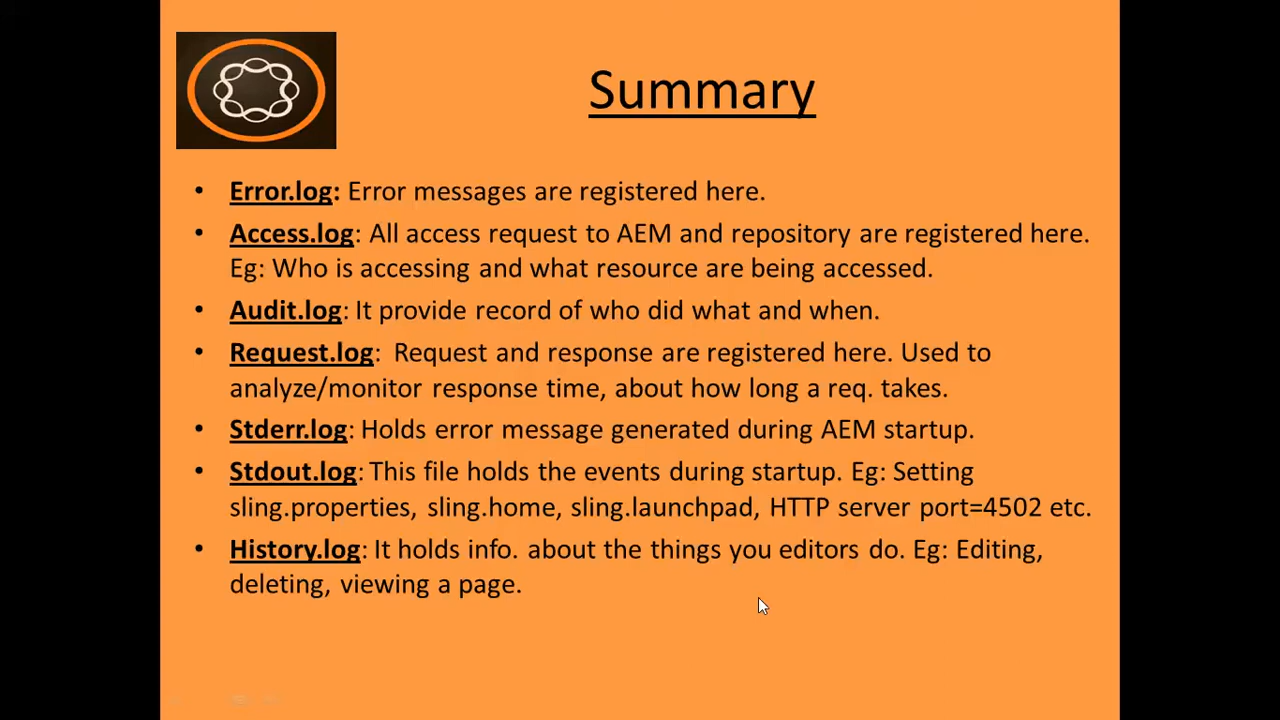 Summary
• Error.log: Error messages are registered here.
• Access.log: All access request to AEM and repository are registered here.
Eg: Who is accessing and what resource are being accessed.
• Audit.log: It provide record of who did what and when.
• Request.log: Request and response are registered here. Used to
analyze/monitor response time, about how long a req. takes.
• Stderr.log: Holds error message generated during AEM startup.
• Stdout.log: This file holds the events during startup. Eg: Setting
sling.properties, sling.home, sling.launchpad, HTTP server port=4502 etc.
• History.log: It holds info. about the things you editors do. Eg: Editing,
deleting, viewing a page.